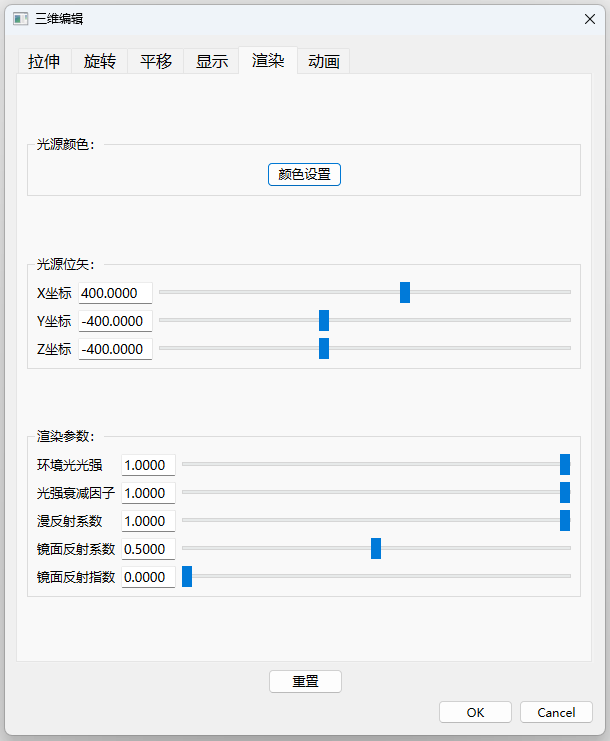 三维编辑
拉伸 旋转 平移 显示 渲染 动画
光源颜色：
颜色设置
光源位矢：
X坐标 400.0000
Y坐标 -400.0000
Z坐标 -400.0000
渲染参数：
环境光光强 1.0000
光强衰减因子 1.0000
漫反射系数 1.0000
镜面反射系数 0.5000
镜面反射指数 0.0000
重置
OK Cancel